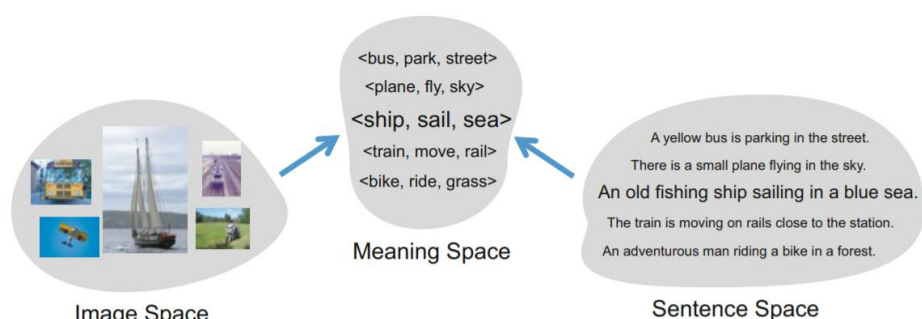 <bus, park, street>
<plane, fly, sky>
<ship, sail, sea>
<train, move, rail>
<bike, ride, grass>
Meaning Space
Image Space
A yellow bus is parking in the street.
There is a small plane flying in the sky.
An old fishing ship sailing in a blue sea.
The train is moving on rails close to the station.
An adventurous man riding a bike in a forest.
Sentence Space